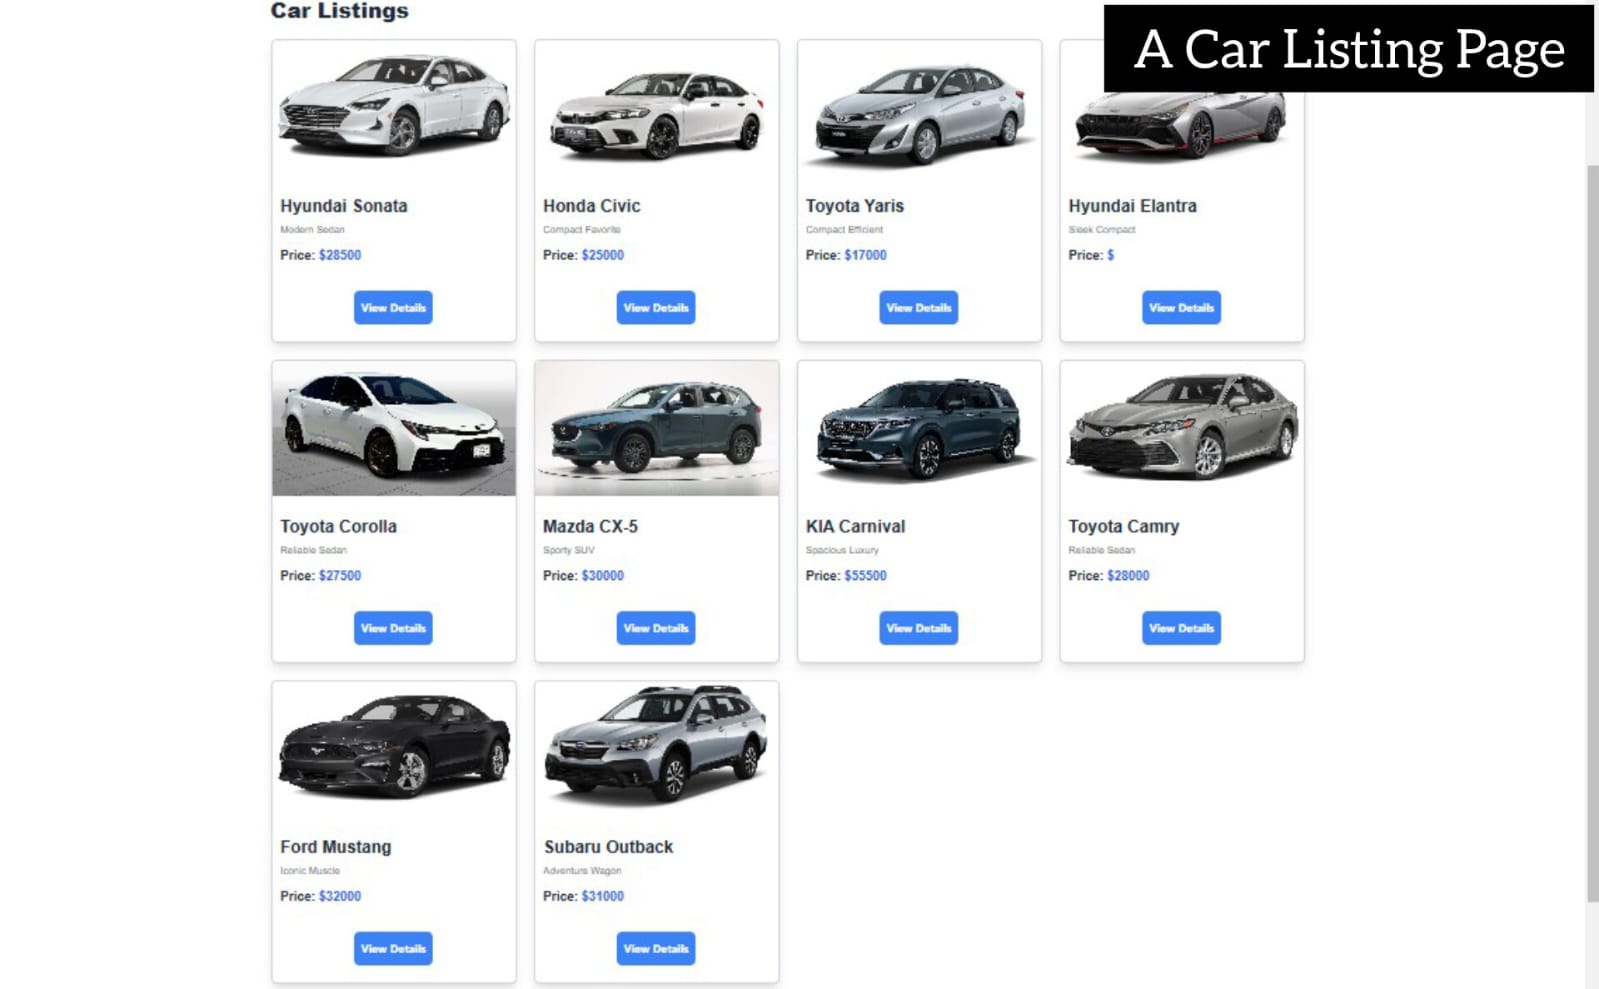 Car Listings
A Car Listing Page
Hyundai Sonata
Modern Sedan
Price: $28500
View Details
Honda Civic
Compact Favorite
Price: $25000
View Details
Toyota Yaris
Compact Efficient
Price: $17000
View Details
Hyundai Elantra
Sleek Compact
Price: $
View Details
Toyota Corolla
Reliable Sedan
Price: $27500
View Details
Mazda CX-5
Sporty SUV
Price: $30000
View Details
KIA Carnival
Spacious Luxury
Price: $55500
View Details
Toyota Camry
Reliable Sedan
Price: $28000
View Details
Ford Mustang
Iconic Muscle
Price: $32000
View Details
Subaru Outback
Adventure Wagon
Price: $31000
View Details